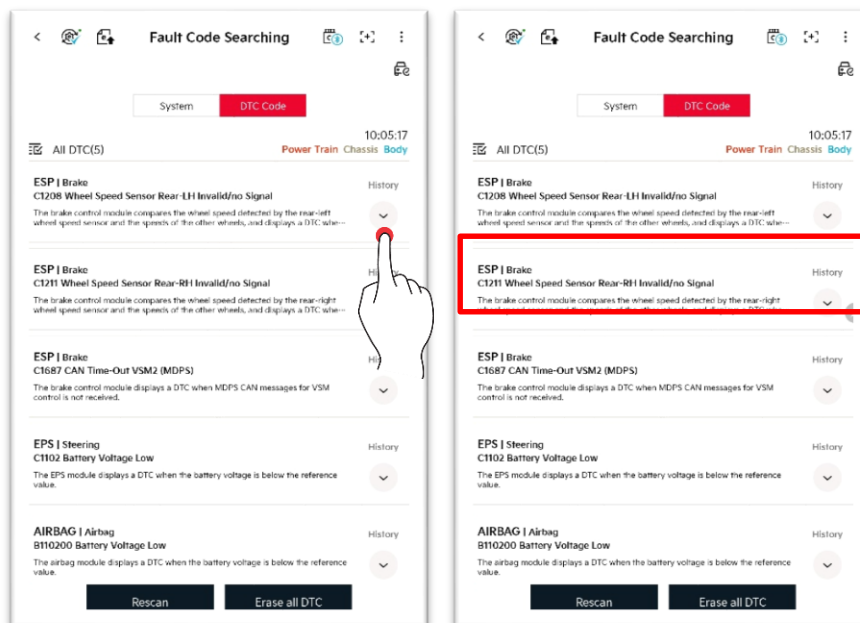 Fault Code Searching
System
DTC Code
10:05:17
All DTC(5)
Power Train Chassis Body
ESP | Brake
History
C1208 Wheel Speed Sensor Rear-LH Invalid/no Signal
The brake control module compares the wheel speed detected by the rear-left
wheel speed sensor and the speeds of the other wheels, and displays a DTC whe···
ESP | Brake
C1211 Wheel Speed Sensor Rear-RH Invalid/no Signal
The brake control module compares the wheel speed detected by the rear-right
wheel speed sensor and the speeds of the other wheels, and displays a DTC whe···
ESP | Brake
C1687 CAN Time-Out VSM2 (MDPS)
The brake control module displays a DTC when MDPS CAN messages for VSM
control is not received.
EPS | Steering
History
C1102 Battery Voltage Low
The EPS module displays a DTC when the battery voltage is below the reference
value.
AIRBAG | Airbag
History
B110200 Battery Voltage Low
The airbag module displays a DTC when the battery voltage is below the reference
value.
Rescan
Erase all DTC
Fault Code Searching
System
DTC Code
10:05:17
All DTC(5)
Power Train Chassis Body
ESP | Brake
History
C1208 Wheel Speed Sensor Rear-LH Invalid/no Signal
The brake control module compares the wheel speed detected by the rear-left
wheel speed sensor and the speeds of the other wheels, and displays a DTC whe···
ESP | Brake
History
C1211 Wheel Speed Sensor Rear-RH Invalid/no Signal
The brake control module compares the wheel speed detected by the rear-right
ESP | Brake
History
C1687 CAN Time-Out VSM2 (MDPS)
The brake control module displays a DTC when MDPS CAN messages for VSM
control is not received.
EPS | Steering
History
C1102 Battery Voltage Low
The EPS module displays a DTC when the battery voltage is below the reference
value.
AIRBAG | Airbag
History
B110200 Battery Voltage Low
The airbag module displays a DTC when the battery voltage is below the reference
value.
Rescan
Erase all DTC